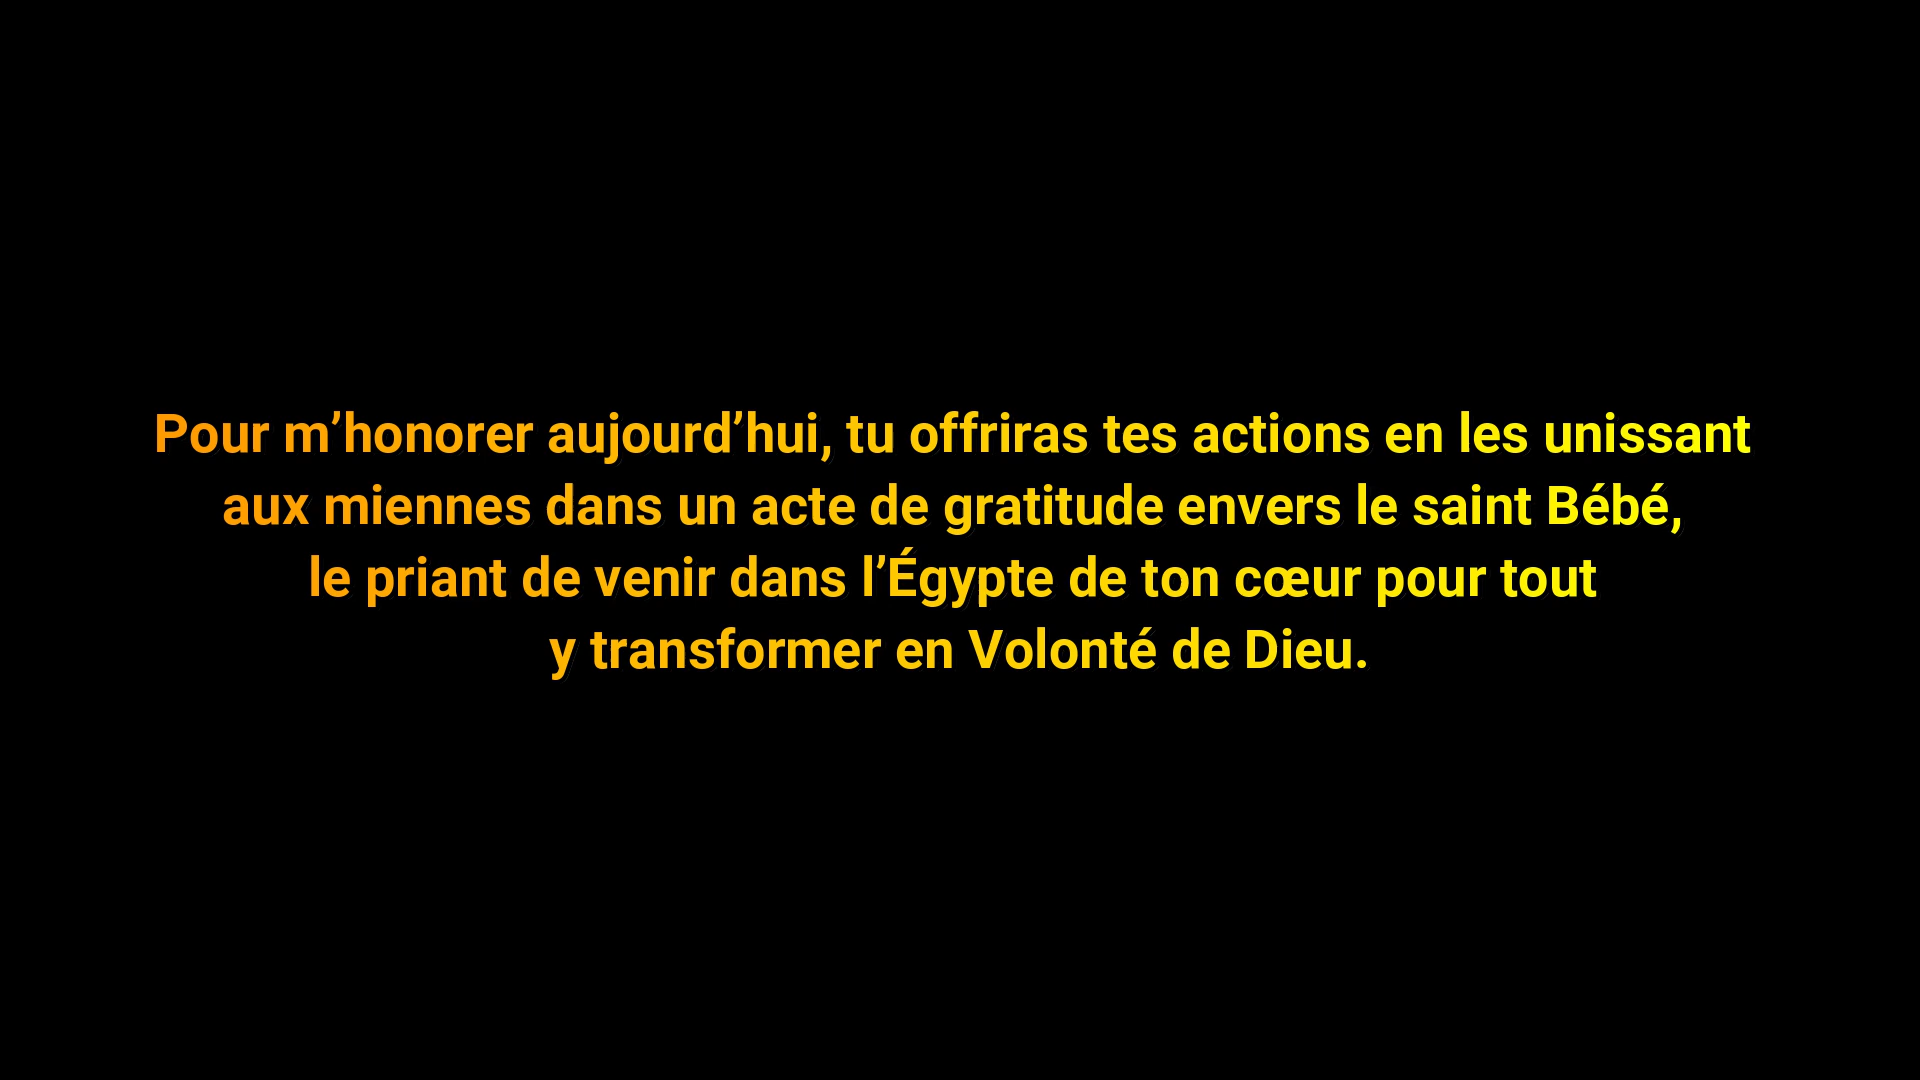 Pour m’honorer aujourd’hui, tu offriras tes actions en les unissant
aux miennes dans un acte de gratitude envers le saint Bébé,
le priant de venir dans l’Égypte de ton cœur pour tout
y transformer en Volonté de Dieu.